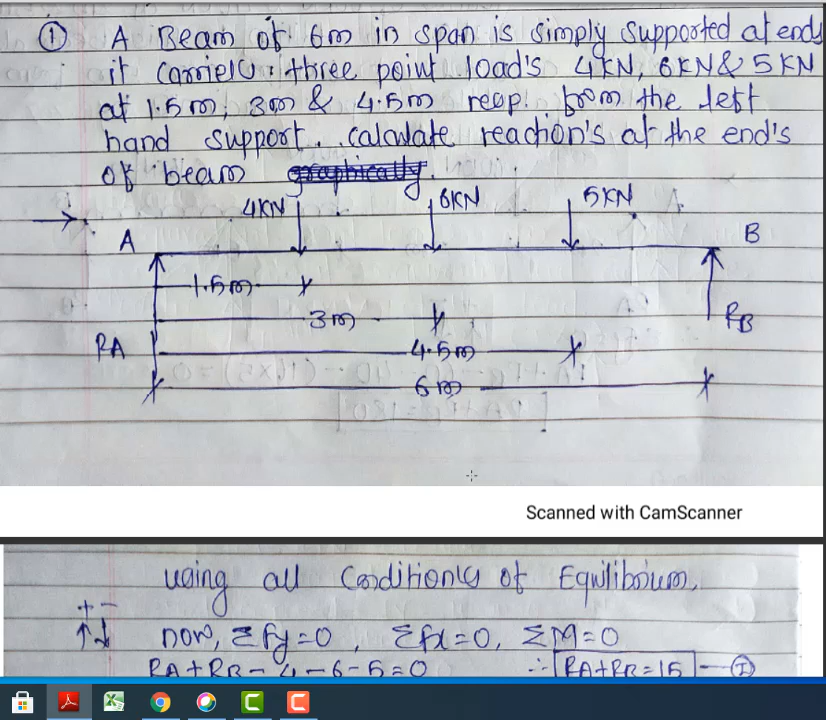 ① A Beam of 6m in span is simply supported at ends
it carries three point load's 4KN, 6KN & 5KN
at 1.5m, 3m & 4.5m resp. from the left
hand support. calculate reaction's at the end's
of beam graphically.
4KN 6KN 5KN
A B
1.5m
3m RB
RA 4.5m
6m
Scanned with CamScanner
using all Conditions of Equilibrium.
+ -
↑↓ now, ΣFy=0, Σfx=0, ΣM=0
RA+RB-4-6-5=0 ∴ RA+RB=15 — (I)